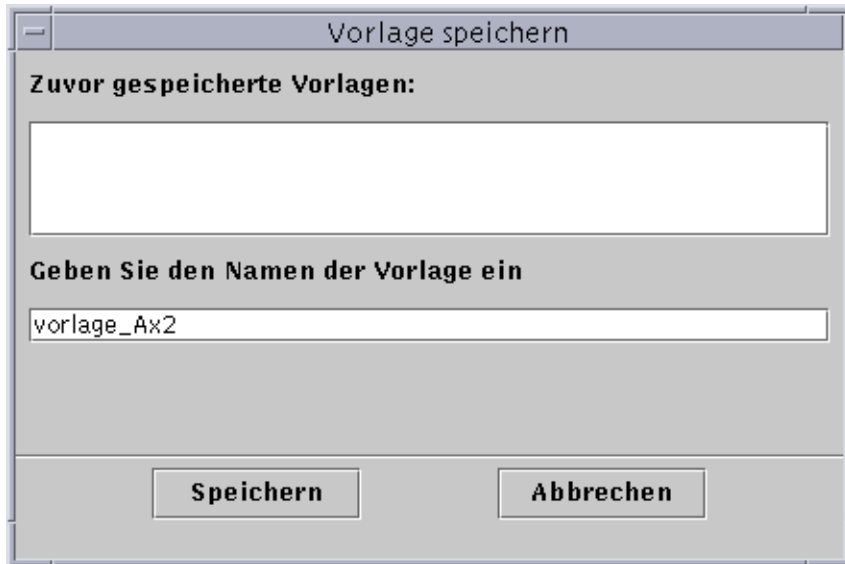 Vorlage speichern
Zuvor gespeicherte Vorlagen:
Geben Sie den Namen der Vorlage ein
vorlage_Ax2
Speichern Abbrechen